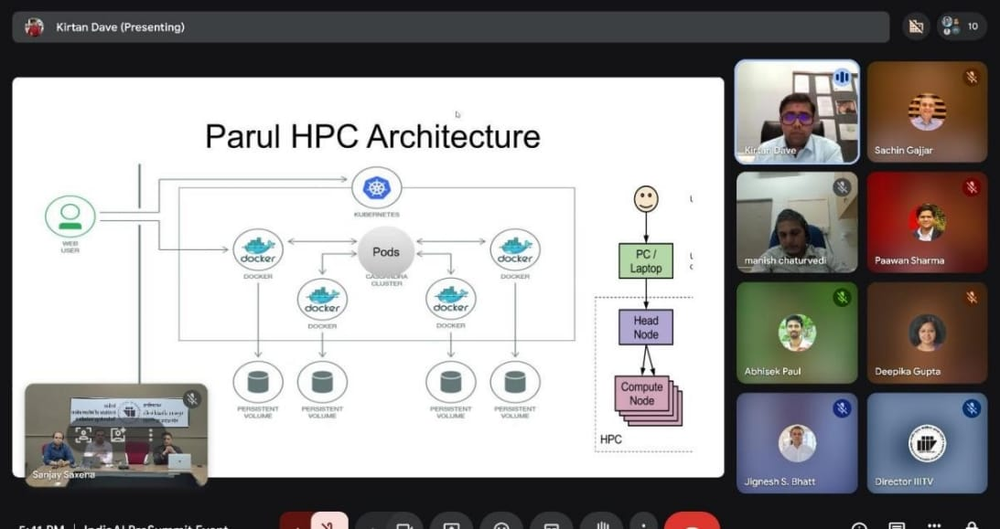 Kirtan Dave (Presenting)
10
Parul HPC Architecture
WEB
USER
KUBERNETES
docker
DOCKER
Pods
CASSANDRA
CLUSTER
docker
DOCKER
docker
DOCKER
docker
DOCKER
PERSISTENT
VOLUME
PERSISTENT
VOLUME
PERSISTENT
VOLUME
PERSISTENT
VOLUME
PC /
Laptop
Head
Node
Compute
Node
HPC
Sanjay Saxena
Kirtan Dave
Sachin Gajjar
manish chaturvedi
Paawan Sharma
Abhisek Paul
Deepika Gupta
Jignesh S. Bhatt
Director IIITV
5:41 PM | IndiaAI PreSummit Event